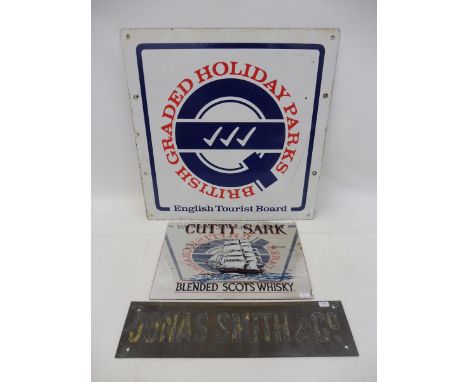 BRITISH GRADED HOLIDAY PARKS
English Tourist Board
CUTTY SARK
BLENDED SCOTS WHISKY
JONAS SMITH & Co